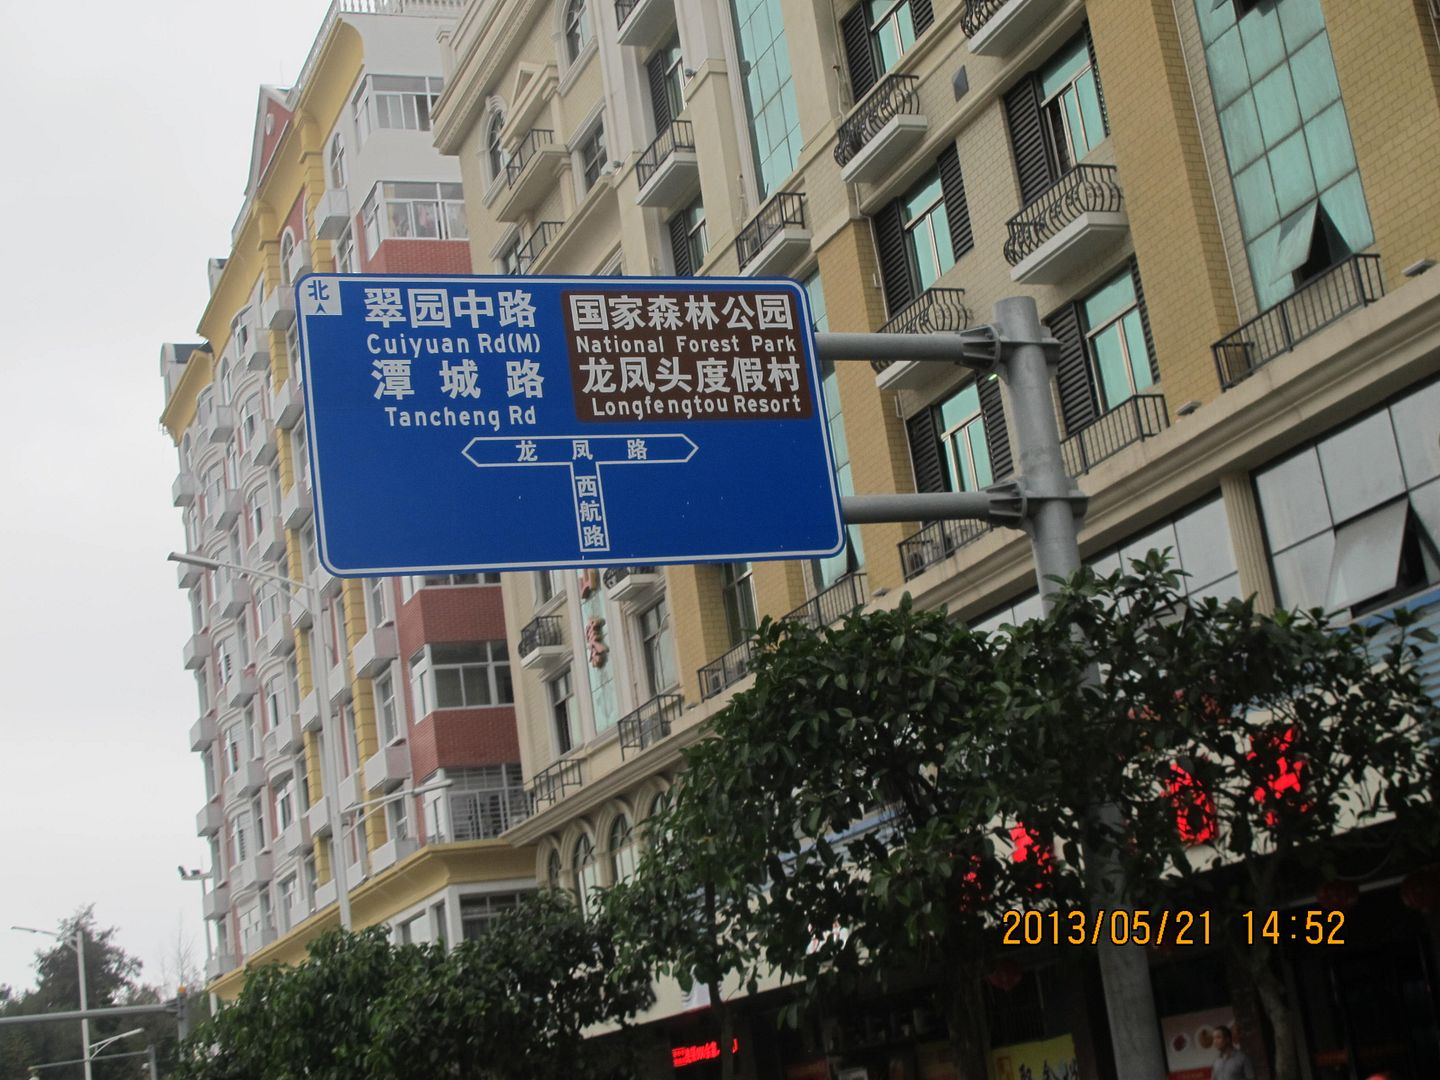 北
翠园中路
Cuiyuan Rd(M)
潭城路
Tancheng Rd
国家森林公园
National Forest Park
龙凤头度假村
Longfengtou Resort
龙凤路
西航路
2013/05/21 14:52